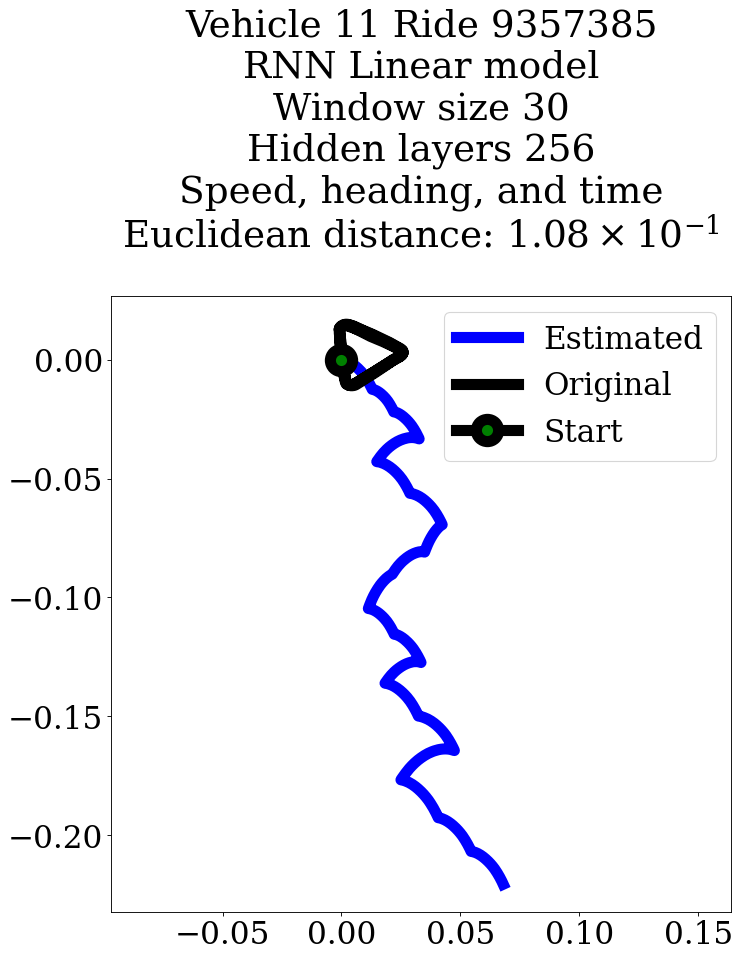 Vehicle 11 Ride 9357385
RNN Linear model
Window size 30
Hidden layers 256
Speed, heading, and time
Euclidean distance: 1.08 × 10⁻¹
Estimated
Original
Start
0.00
−0.05
−0.10
−0.15
−0.20
−0.05 0.00 0.05 0.10 0.15